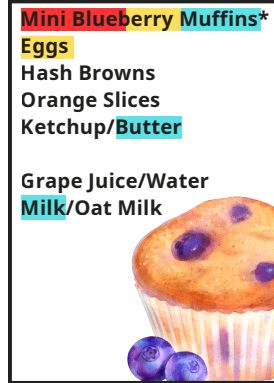 Mini Blueberry Muffins*
Eggs
Hash Browns
Orange Slices
Ketchup/Butter
Grape Juice/Water
Milk/Oat Milk